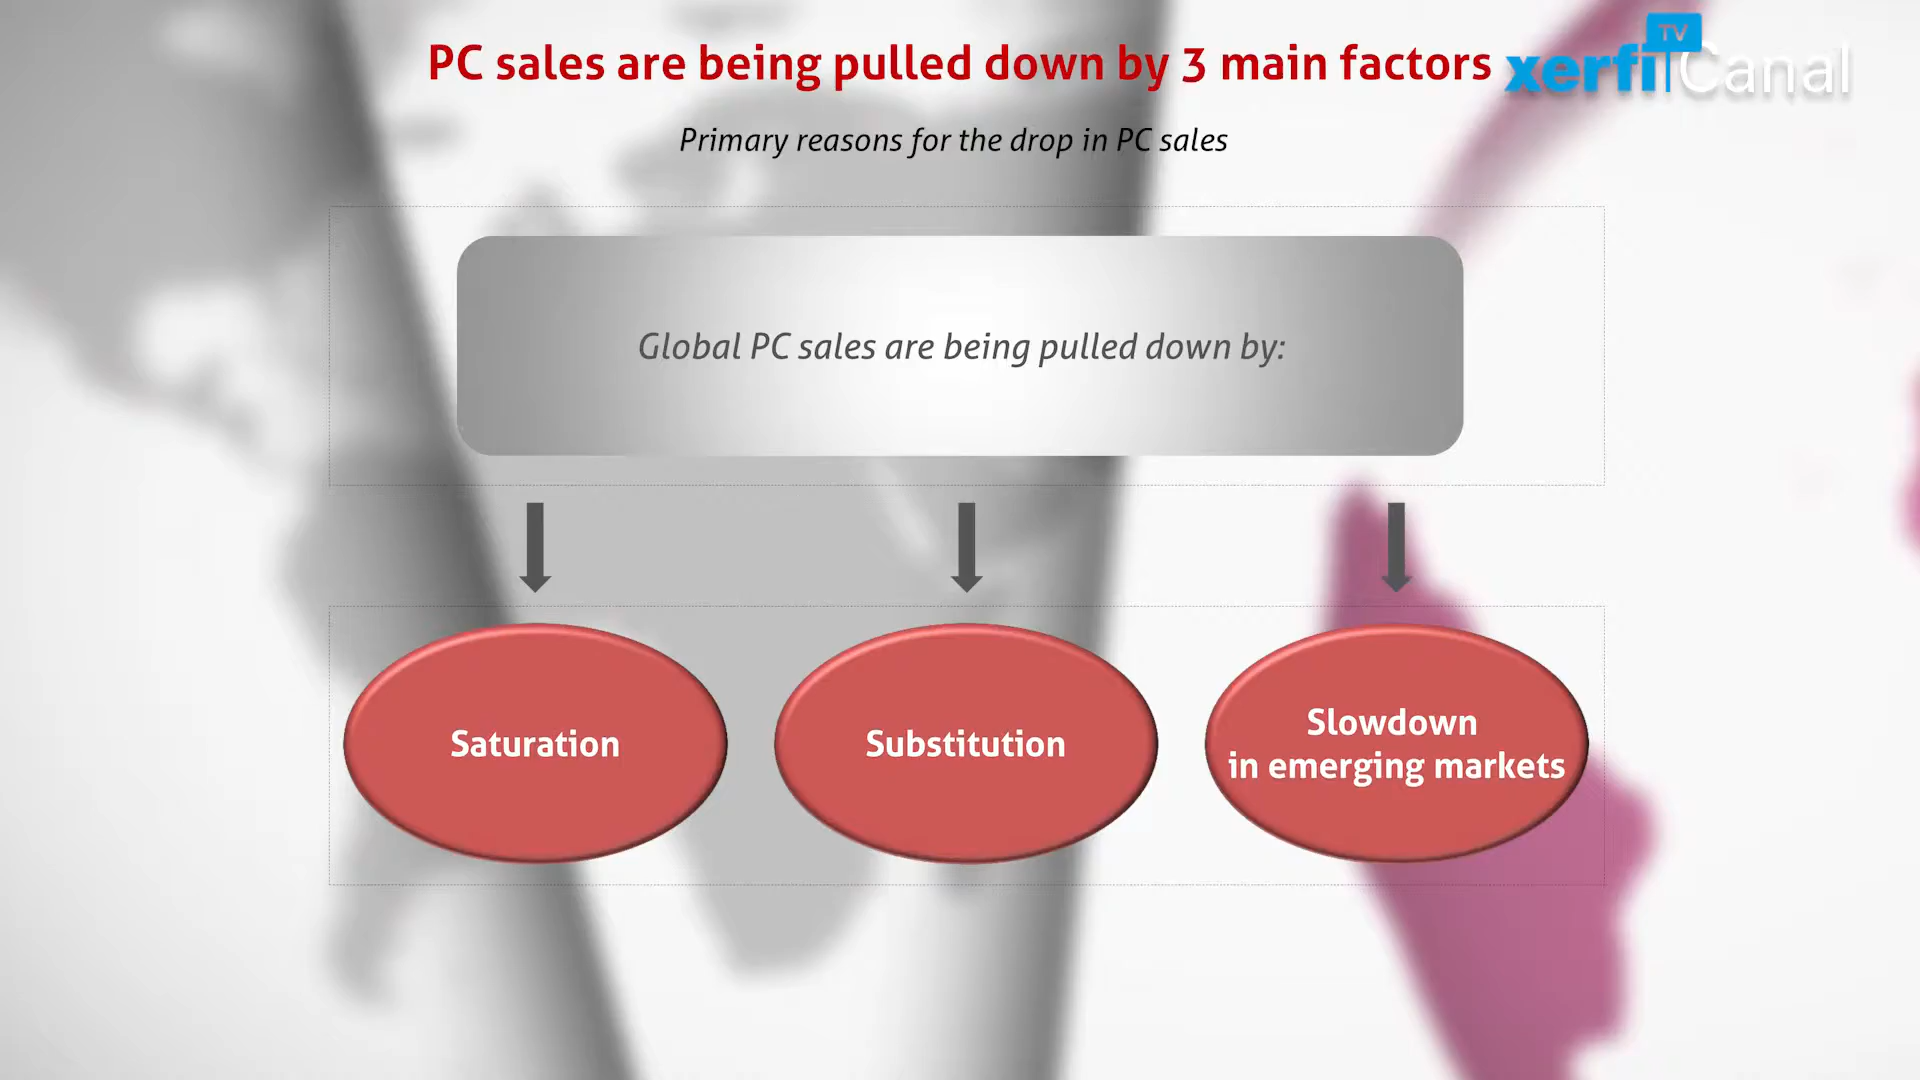 PC sales are being pulled down by 3 main factors
xerfi TV Canal
Primary reasons for the drop in PC sales
Global PC sales are being pulled down by:
Saturation
Substitution
Slowdown
in emerging markets